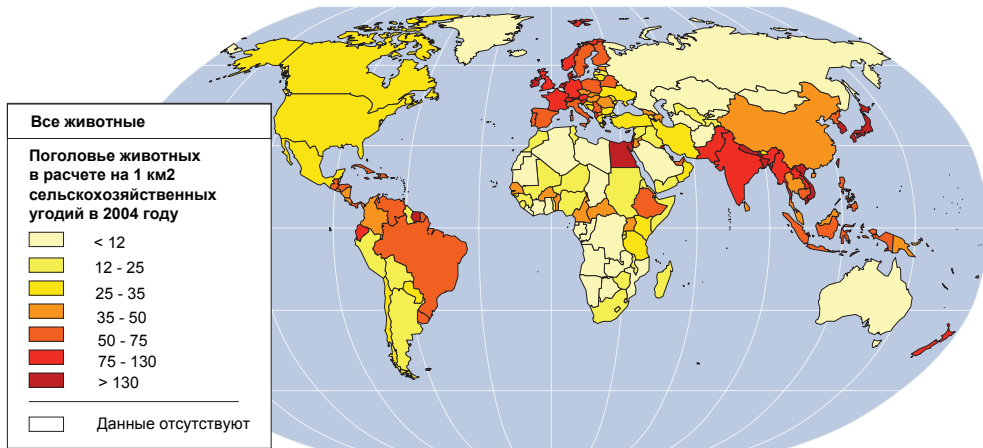 Все животные
Поголовье животных
в расчете на 1 км2
сельскохозяйственных
угодий в 2004 году
< 12
12 - 25
25 - 35
35 - 50
50 - 75
75 - 130
> 130
Данные отсутствуют